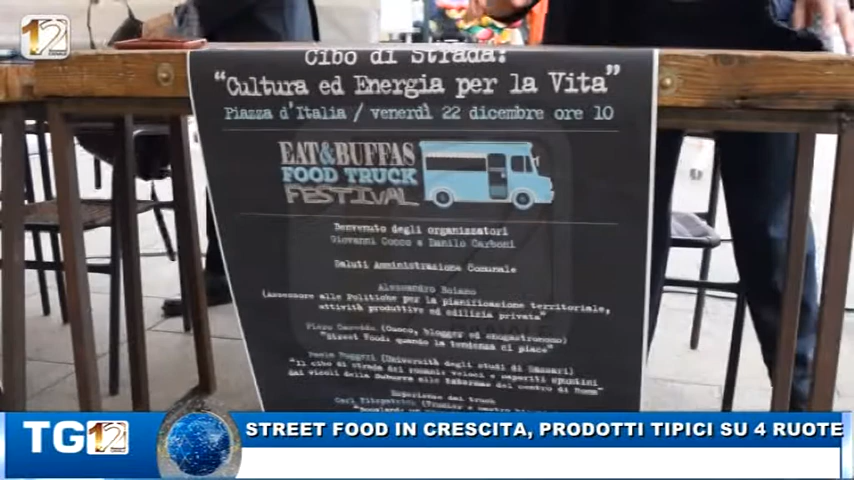 12
Cibo di Strada:
"Cultura ed Energia per la Vita"
Piazza d'Italia / venerdì 22 dicembre ore 10
EAT&BUFFAS
FOOD TRUCK
FESTIVAL
Benvenuto degli organizzatori
Giovanni Cocco e Danilo Carboni
Saluti Amministrazione Comunale
Alessandro Boiano
(Assessore alle Politiche per la pianificazione territoriale,
attività produttive ed edilizia privata"
(Cuoco, blogger ed enogastronomo)
"Street Food: quando la tendenza ci piace"
Paola Ruggeri (Università degli studi di Sassari)
"Il cibo di strada dei romani: veloci e saporiti spuntini
dai vicoli della Suburra alle tabernae del centro di Roma"
TG12
STREET FOOD IN CRESCITA, PRODOTTI TIPICI SU 4 RUOTE